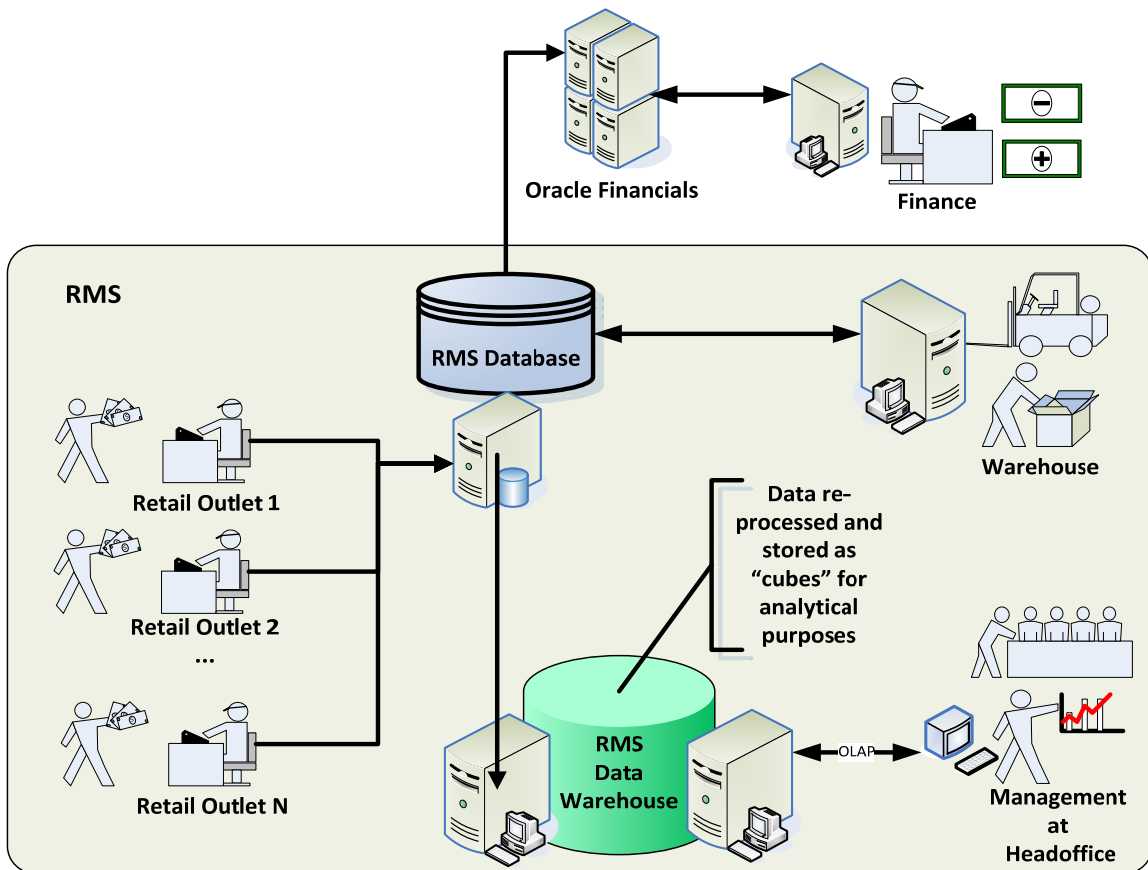 Oracle Financials
Finance
RMS
RMS Database
Warehouse
Retail Outlet 1
Retail Outlet 2
...
Retail Outlet N
Data re-
processed and
stored as
“cubes” for
analytical
purposes
RMS
Data
Warehouse
OLAP
Management
at
Headoffice